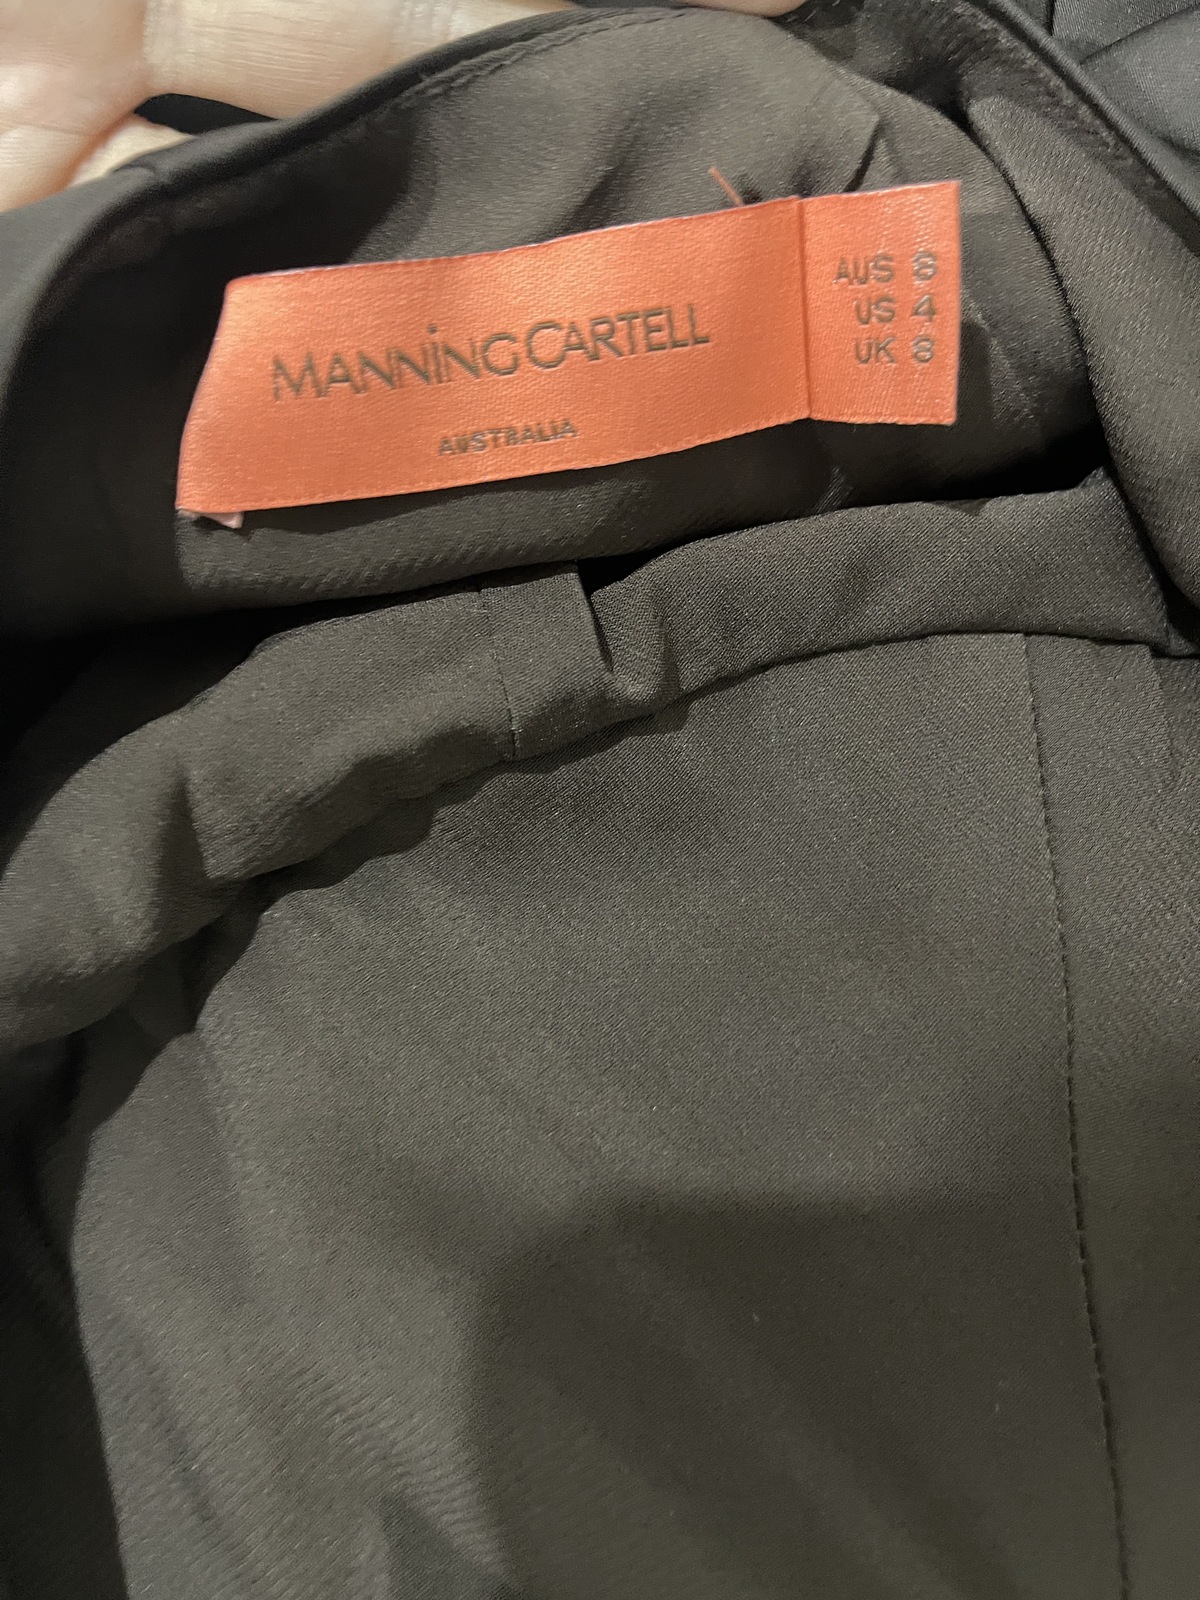 MANNiNG CARTELL
AUSTRALIA
AUS 8
US 4
UK 8